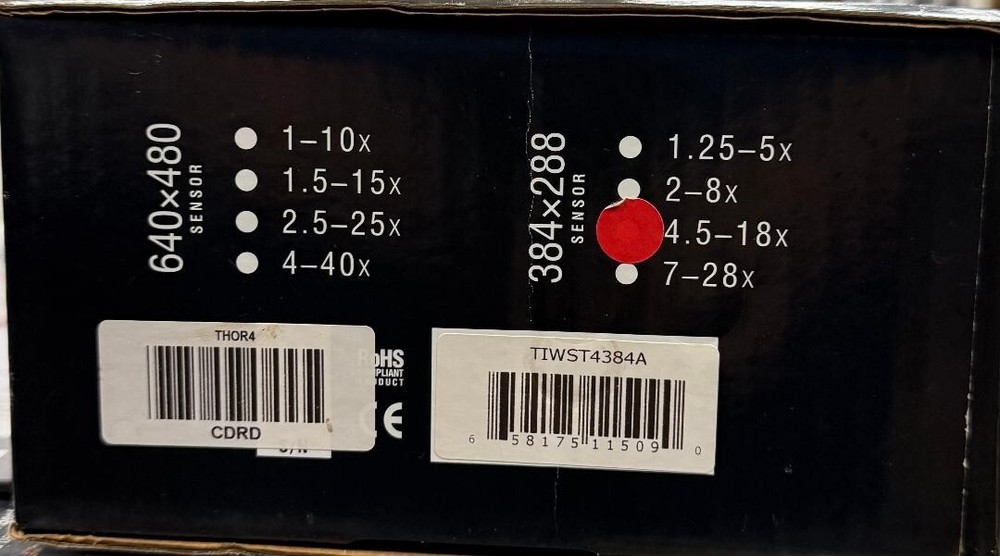 640×480
SENSOR
1–10x
1.5–15x
2.5–25x
4–40x
384×288
SENSOR
1.25–5x
2–8x
4.5–18x
7–28x
THOR4
CDRD
CE
TIWST4384A
6 58175 11509 0